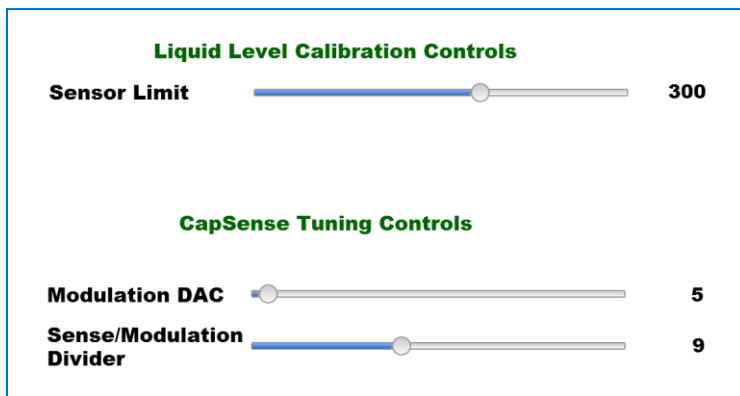 Liquid Level Calibration Controls
Sensor Limit 300
CapSense Tuning Controls
Modulation DAC 5
Sense/Modulation
Divider 9